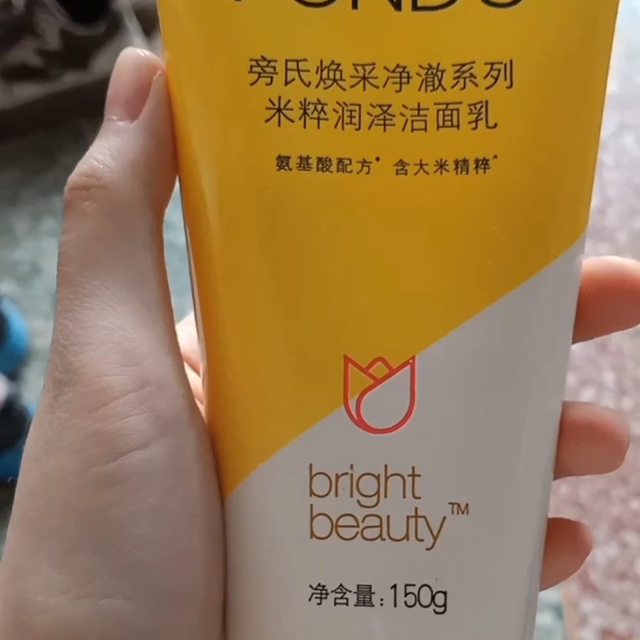 POND'S
旁氏焕采净澈系列
米粹润泽洁面乳
氨基酸配方* 含大米精粹^
bright
beauty™
净含量:150g